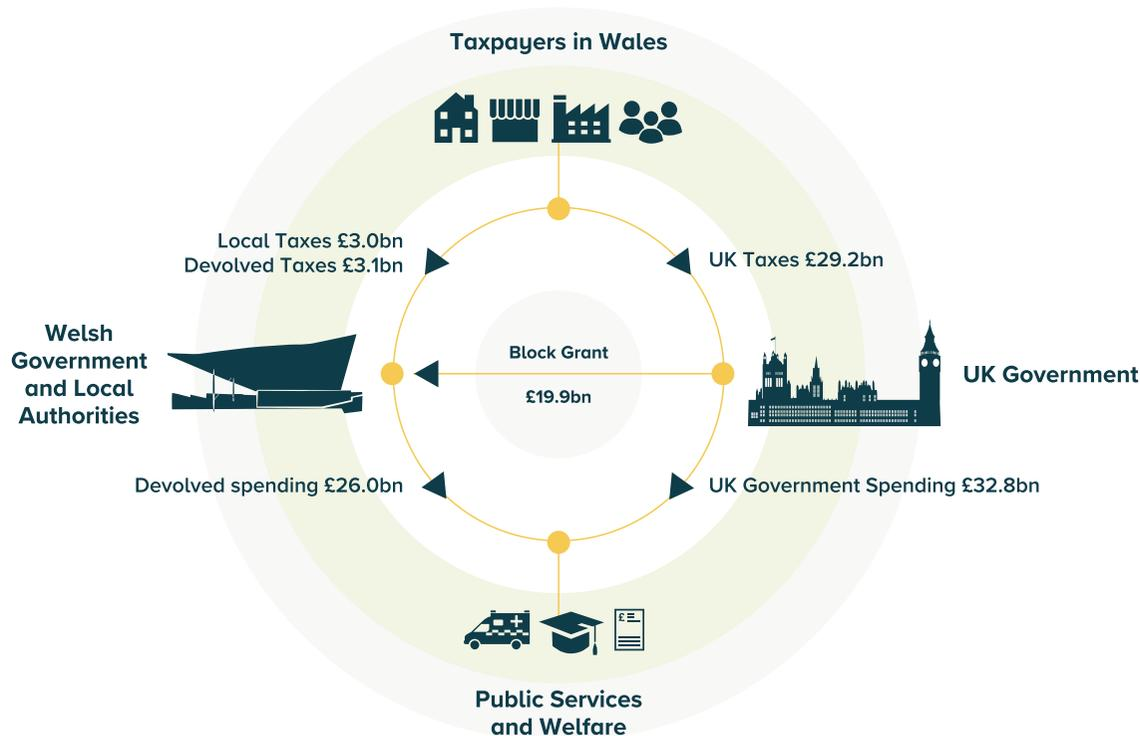 Taxpayers in Wales
Local Taxes £3.0bn
Devolved Taxes £3.1bn
UK Taxes £29.2bn
Welsh
Government
and Local
Authorities
Block Grant
£19.9bn
UK Government
Devolved spending £26.0bn
UK Government Spending £32.8bn
£
Public Services
and Welfare